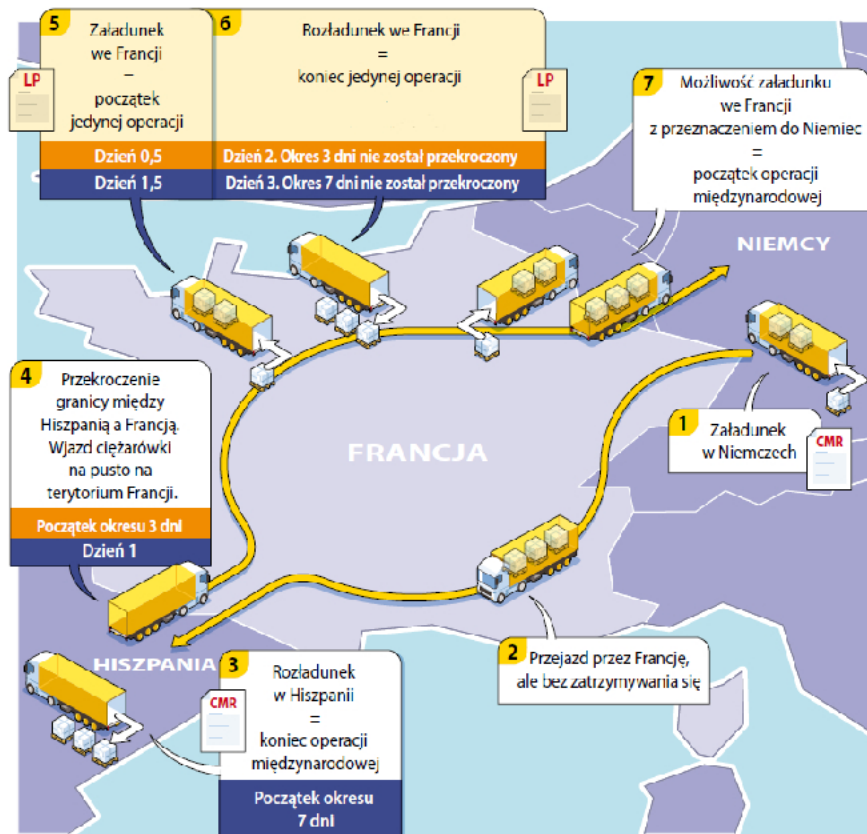 5
Załadunek
we Francji
=
początek
jedynej operacji
LP
Dzień 0,5
Dzień 1,5
6
Rozładunek we Francji
=
koniec jedynej operacji
LP
Dzień 2. Okres 3 dni nie został przekroczony
Dzień 3. Okres 7 dni nie został przekroczony
7
Możliwość załadunku
we Francji
z przeznaczeniem do Niemiec
=
początek operacji
międzynarodowej
NIEMCY
4
Przekroczenie
granicy między
Hiszpanią a Francją.
Wjazd ciężarówki
na pusto na
terytorium Francji.
Początek okresu 3 dni
Dzień 1
FRANCJA
1
Załadunek
w Niemczech
CMR
HISZPANIA
3
Rozładunek
w Hiszpanii
=
koniec operacji
międzynarodowej
CMR
Początek okresu
7 dni
2
Przejazd przez Francję,
ale bez zatrzymywania się